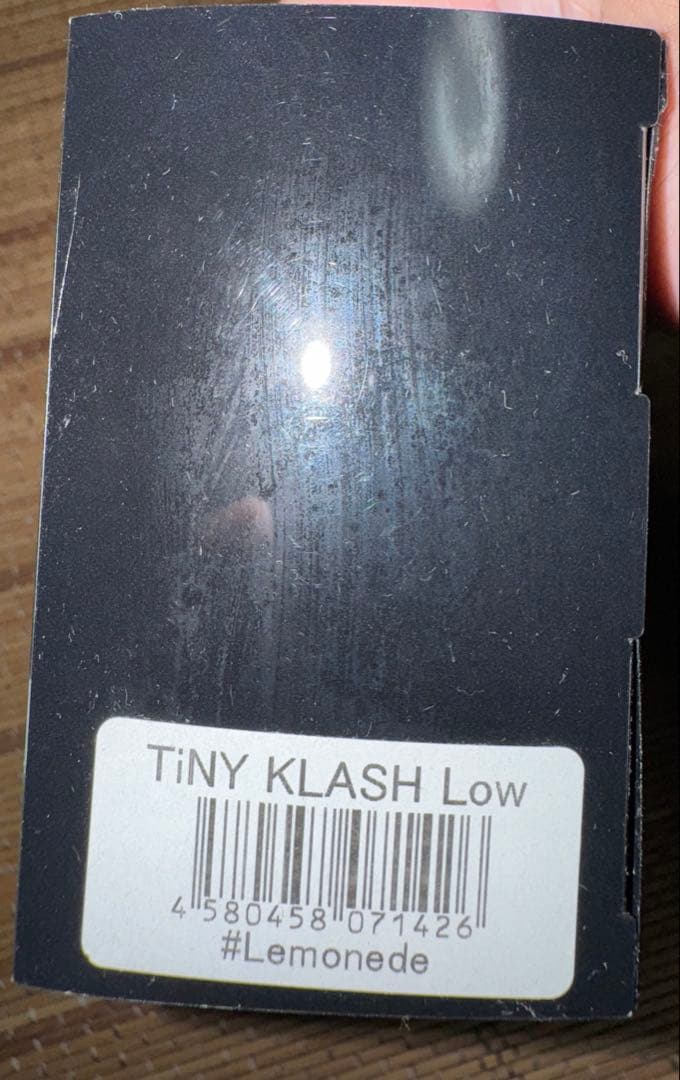 TiNY KLASH Low
4 580458 071426
#Lemonede